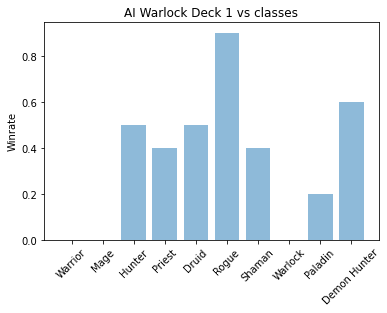 AI Warlock Deck 1 vs classes
Winrate
0.8
0.6
0.4
0.2
0.0
Warrior
Mage
Hunter
Priest
Druid
Rogue
Shaman
Warlock
Paladin
Demon Hunter